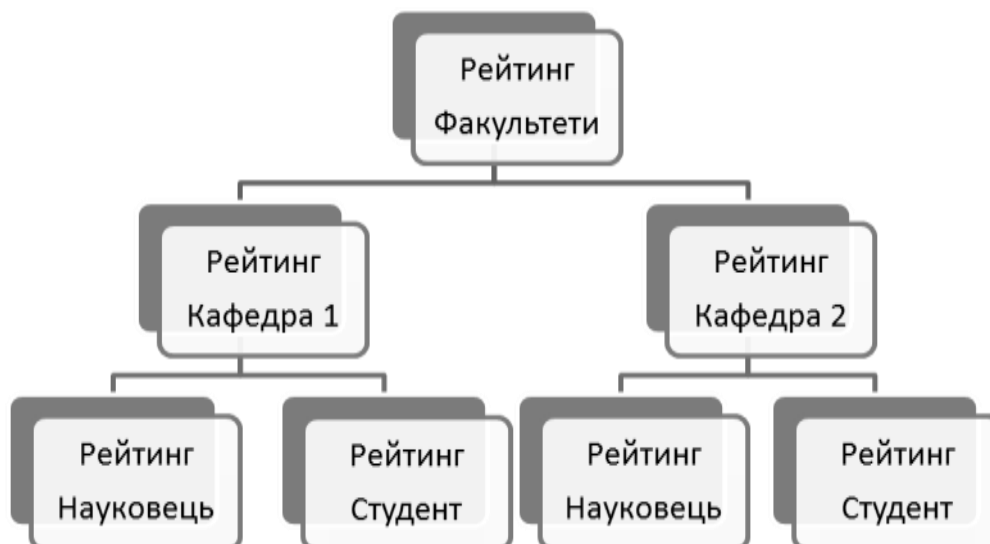 Рейтинг
Факультети
Рейтинг
Кафедра 1
Рейтинг
Кафедра 2
Рейтинг
Науковець
Рейтинг
Студент
Рейтинг
Науковець
Рейтинг
Студент